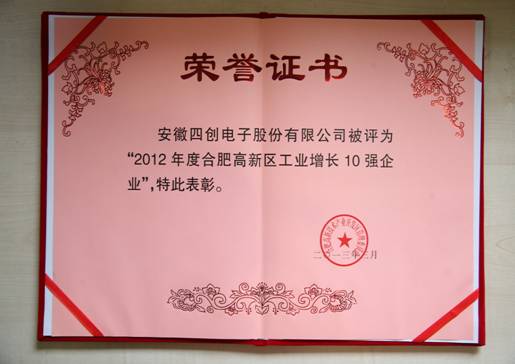 荣誉证书
安徽四创电子股份有限公司被评为
“2012年度合肥高新区工业增长10强企
业”,特此表彰。
二〇一三年三月